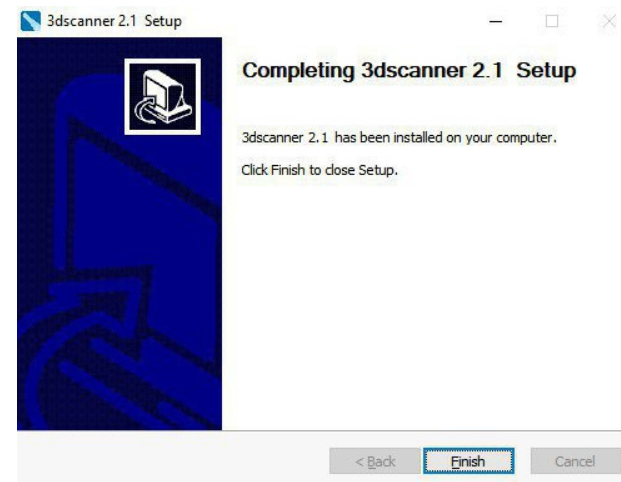 3dscanner 2.1 Setup
Completing 3dscanner 2.1 Setup
3dscanner 2.1 has been installed on your computer.
Click Finish to close Setup.
< Back Finish Cancel